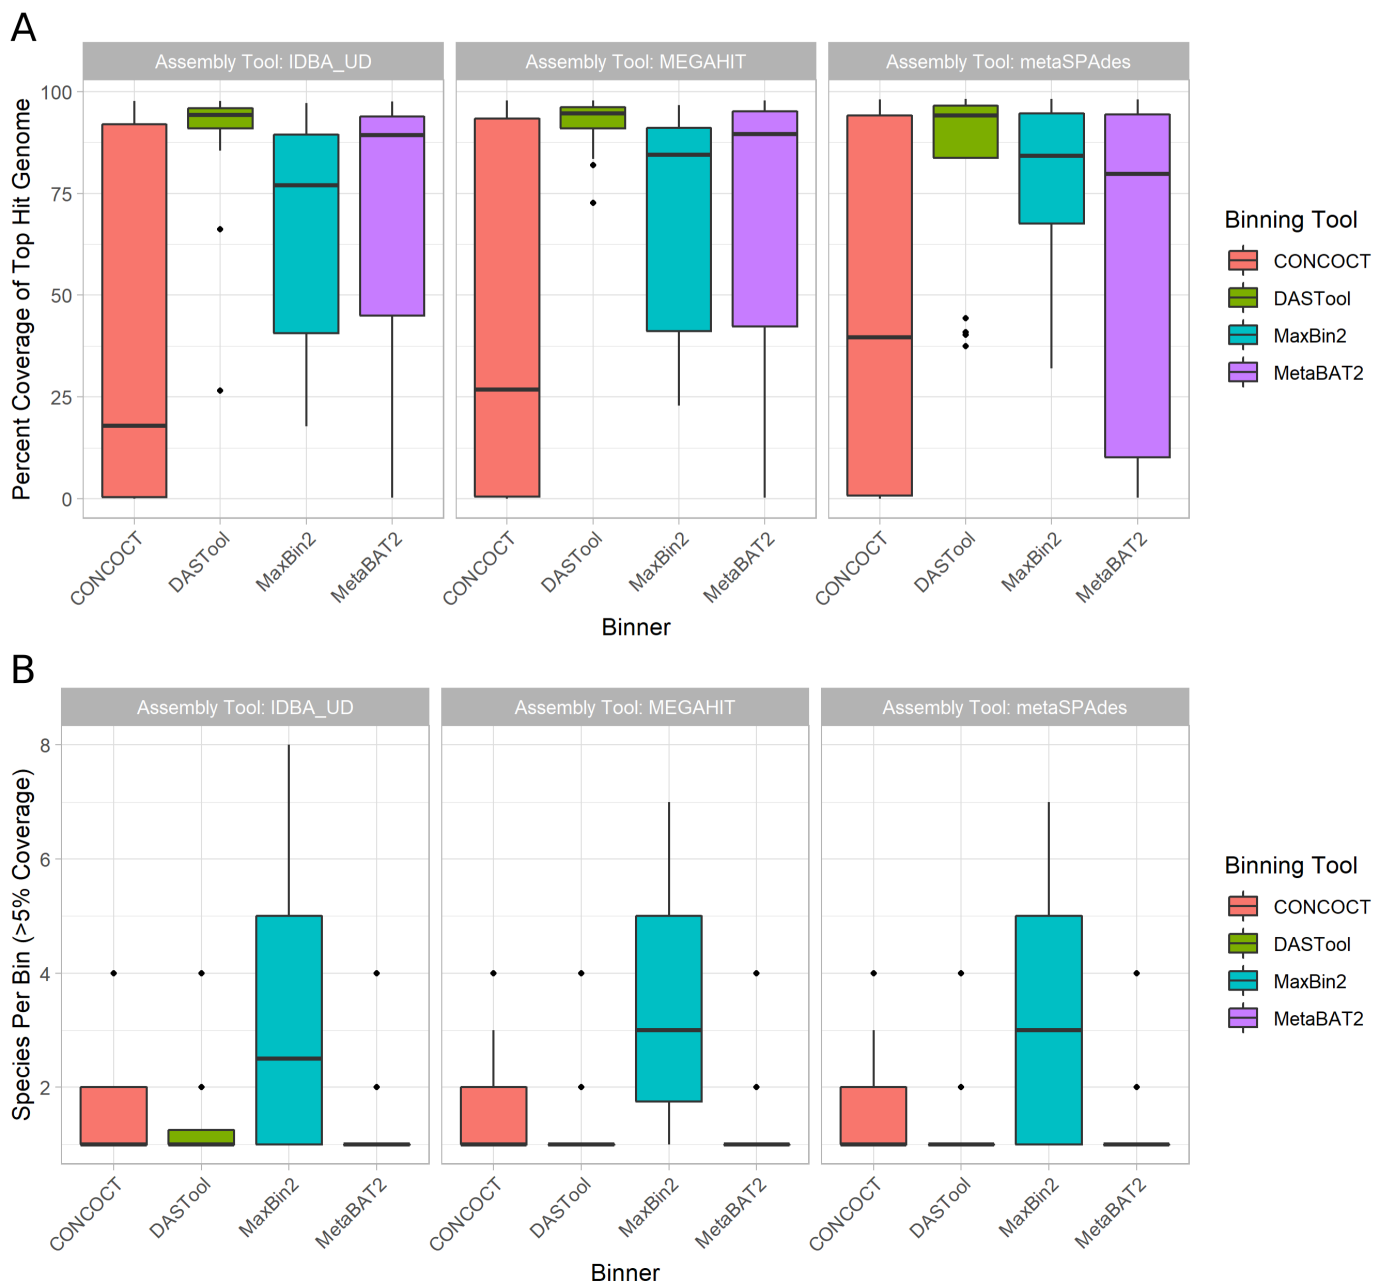 A
Assembly Tool: IDBA_UD
Assembly Tool: MEGAHIT
Assembly Tool: metaSPAdes
Percent Coverage of Top Hit Genome
100
75
50
25
0
CONCOCT
DASTool
MaxBin2
MetaBAT2
CONCOCT
DASTool
MaxBin2
MetaBAT2
CONCOCT
DASTool
MaxBin2
MetaBAT2
Binner
Binning Tool
CONCOCT
DASTool
MaxBin2
MetaBAT2
B
Assembly Tool: IDBA_UD
Assembly Tool: MEGAHIT
Assembly Tool: metaSPAdes
Species Per Bin (>5% Coverage)
8
6
4
2
CONCOCT
DASTool
MaxBin2
MetaBAT2
CONCOCT
DASTool
MaxBin2
MetaBAT2
CONCOCT
DASTool
MaxBin2
MetaBAT2
Binner
Binning Tool
CONCOCT
DASTool
MaxBin2
MetaBAT2